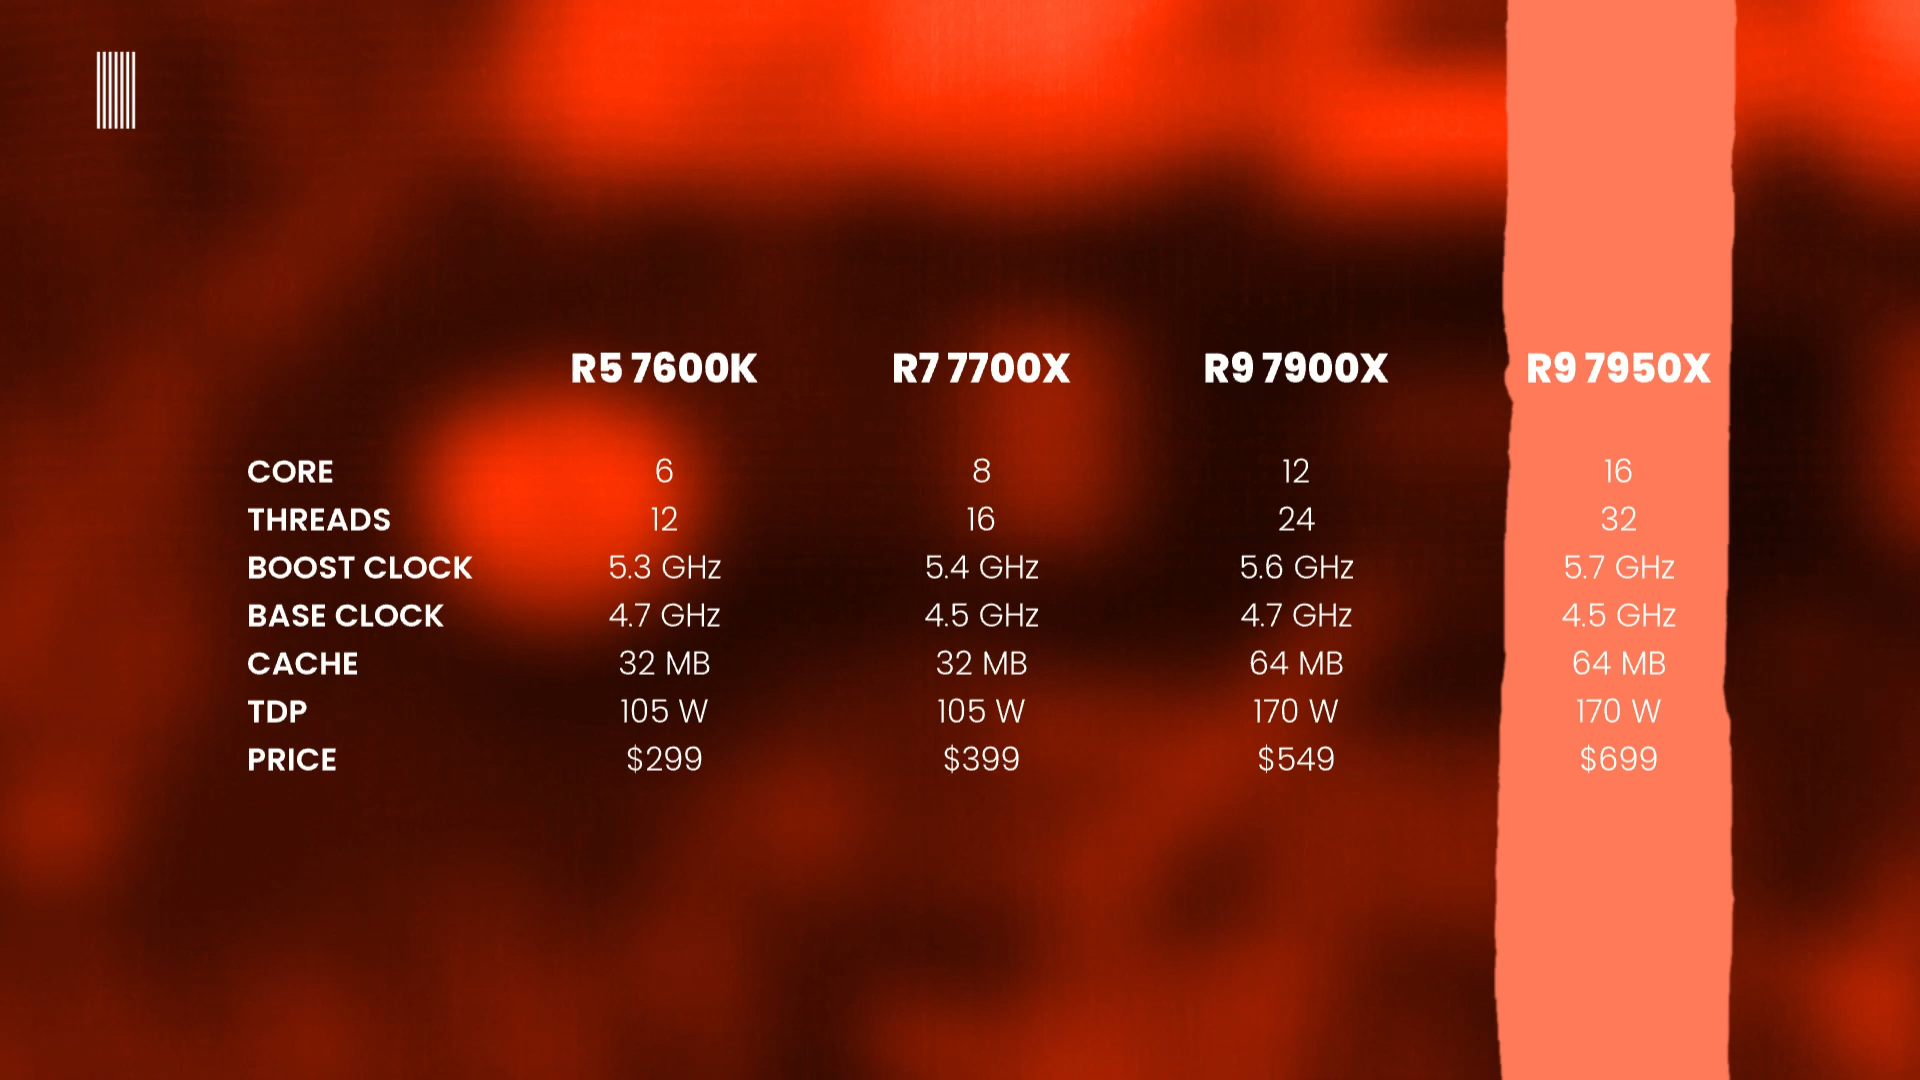 R5 7600K R7 7700X R9 7900X R9 7950X
CORE 6 8 12 16
THREADS 12 16 24 32
BOOST CLOCK 5.3 GHz 5.4 GHz 5.6 GHz 5.7 GHz
BASE CLOCK 4.7 GHz 4.5 GHz 4.7 GHz 4.5 GHz
CACHE 32 MB 32 MB 64 MB 64 MB
TDP 105 W 105 W 170 W 170 W
PRICE $299 $399 $549 $699